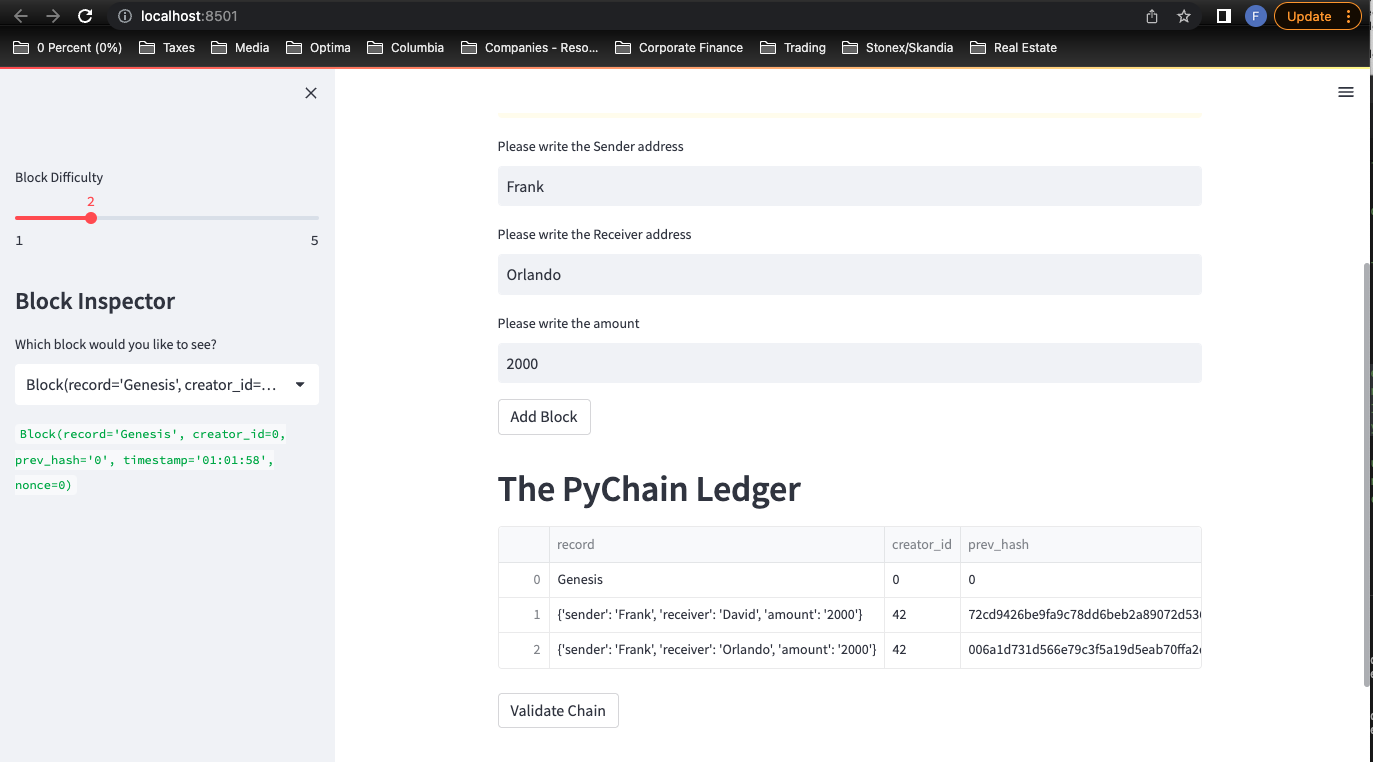 localhost:8501
F
Update
0 Percent (0%) Taxes Media Optima Columbia Companies - Reso... Corporate Finance Trading Stonex/Skandia Real Estate
Block Difficulty
2
1 5
Block Inspector
Which block would you like to see?
Block(record='Genesis', creator_id=...
Block(record='Genesis', creator_id=0,
prev_hash='0', timestamp='01:01:58',
nonce=0)
Please write the Sender address
Frank
Please write the Receiver address
Orlando
Please write the amount
2000
Add Block
The PyChain Ledger
record creator_id prev_hash
0 Genesis 0 0
1 {'sender': 'Frank', 'receiver': 'David', 'amount': '2000'} 42 72cd9426be9fa9c78dd6beb2a89072d53
2 {'sender': 'Frank', 'receiver': 'Orlando', 'amount': '2000'} 42 006a1d731d566e79c3f5a19d5eab70ffa2
Validate Chain